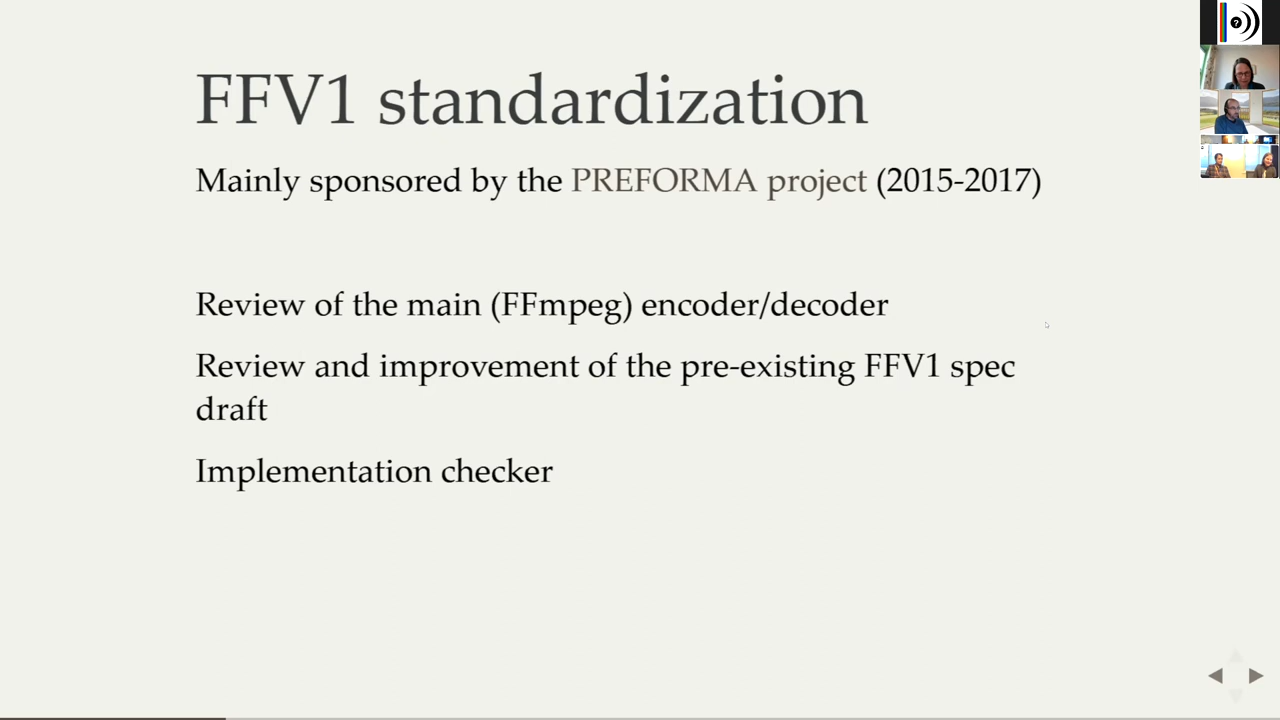 FFV1 standardization
Mainly sponsored by the PREFORMA project (2015-2017)
Review of the main (FFmpeg) encoder/decoder
Review and improvement of the pre-existing FFV1 spec
draft
Implementation checker